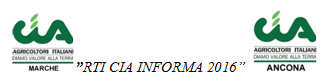 CIA
AGRICOLTORI ITALIANI
DIAMO VALORE ALLA TERRA
MARCHE
"RTI CIA INFORMA 2016"
CIA
AGRICOLTORI ITALIANI
DIAMO VALORE ALLA TERRA
ANCONA